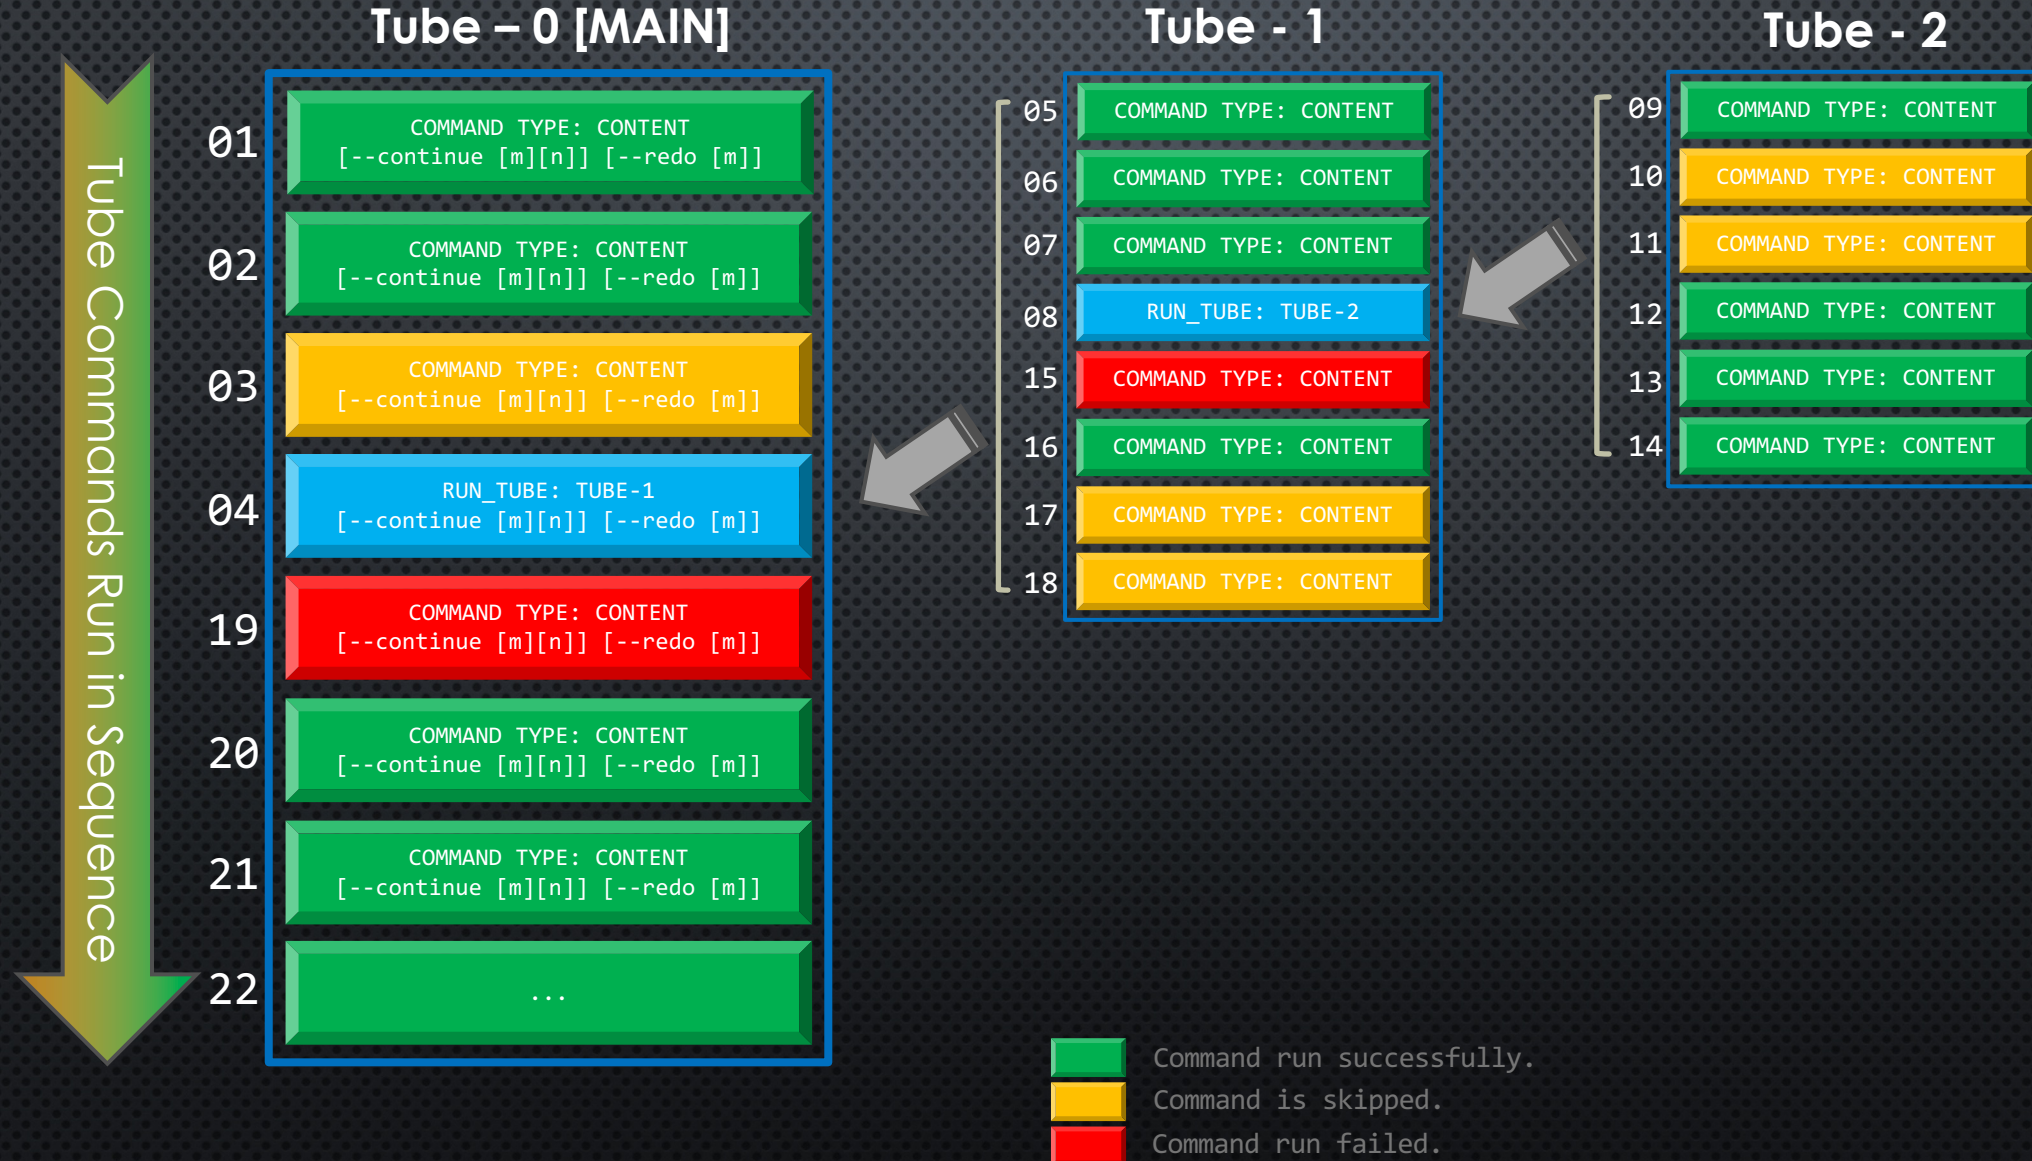 Tube – 0 [MAIN]
Tube - 1
Tube - 2
Tube Commands Run in Sequence
01
COMMAND TYPE: CONTENT
[--continue [m][n]] [--redo [m]]
02
COMMAND TYPE: CONTENT
[--continue [m][n]] [--redo [m]]
03
COMMAND TYPE: CONTENT
[--continue [m][n]] [--redo [m]]
04
RUN_TUBE: TUBE-1
[--continue [m][n]] [--redo [m]]
19
COMMAND TYPE: CONTENT
[--continue [m][n]] [--redo [m]]
20
COMMAND TYPE: CONTENT
[--continue [m][n]] [--redo [m]]
21
COMMAND TYPE: CONTENT
[--continue [m][n]] [--redo [m]]
22
...
05 COMMAND TYPE: CONTENT
06 COMMAND TYPE: CONTENT
07 COMMAND TYPE: CONTENT
08 RUN_TUBE: TUBE-2
15 COMMAND TYPE: CONTENT
16 COMMAND TYPE: CONTENT
17 COMMAND TYPE: CONTENT
18 COMMAND TYPE: CONTENT
09 COMMAND TYPE: CONTENT
10 COMMAND TYPE: CONTENT
11 COMMAND TYPE: CONTENT
12 COMMAND TYPE: CONTENT
13 COMMAND TYPE: CONTENT
14 COMMAND TYPE: CONTENT
Command run successfully.
Command is skipped.
Command run failed.